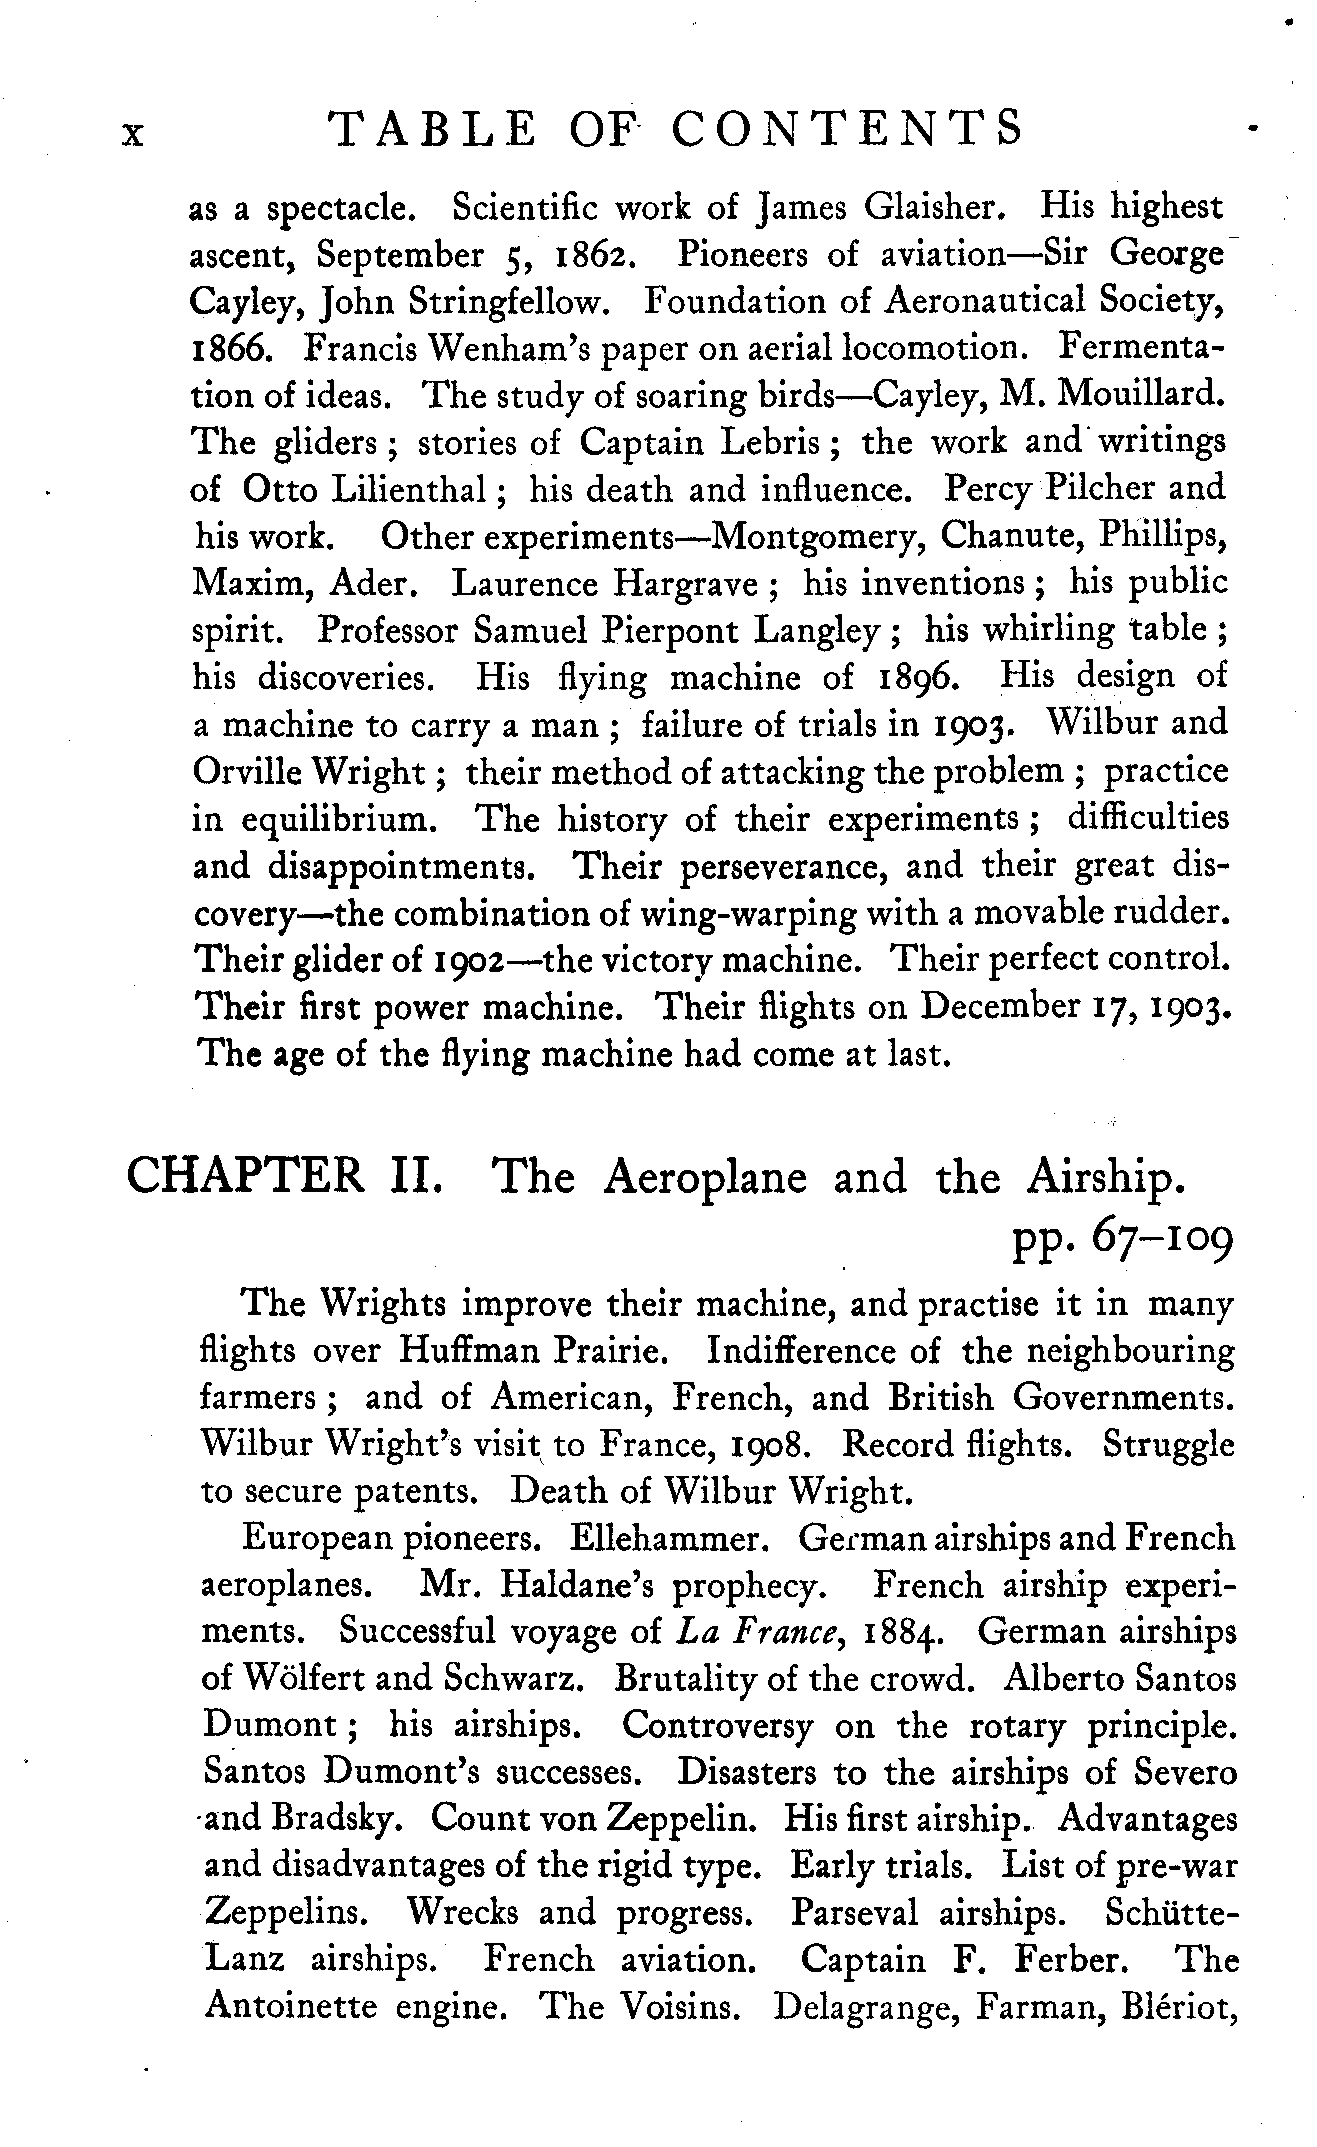 x TABLE OF CONTENTS
as a spectacle. Scientific work of James Glaisher. His highest
ascent, September 5, 1862. Pioneers of aviation—Sir George
Cayley, John Stringfellow. Foundation of Aeronautical Society,
1866. Francis Wenham's paper on aerial locomotion. Fermenta-
tion of ideas. The study of soaring birds—Cayley, M. Mouillard.
The gliders ; stories of Captain Lebris ; the work and writings
of Otto Lilienthal ; his death and influence. Percy Pilcher and
his work. Other experiments—Montgomery, Chanute, Phillips,
Maxim, Ader. Laurence Hargrave ; his inventions ; his public
spirit. Professor Samuel Pierpont Langley ; his whirling table ;
his discoveries. His flying machine of 1896. His design of
a machine to carry a man ; failure of trials in 1903. Wilbur and
Orville Wright ; their method of attacking the problem ; practice
in equilibrium. The history of their experiments ; difficulties
and disappointments. Their perseverance, and their great dis-
covery—the combination of wing-warping with a movable rudder.
Their glider of 1902—the victory machine. Their perfect control.
Their first power machine. Their flights on December 17, 1903.
The age of the flying machine had come at last.
CHAPTER II. The Aeroplane and the Airship.
pp. 67–109
The Wrights improve their machine, and practise it in many
flights over Huffman Prairie. Indifference of the neighbouring
farmers ; and of American, French, and British Governments.
Wilbur Wright's visit to France, 1908. Record flights. Struggle
to secure patents. Death of Wilbur Wright.
European pioneers. Ellehammer. German airships and French
aeroplanes. Mr. Haldane's prophecy. French airship experi-
ments. Successful voyage of La France, 1884. German airships
of Wölfert and Schwarz. Brutality of the crowd. Alberto Santos
Dumont ; his airships. Controversy on the rotary principle.
Santos Dumont's successes. Disasters to the airships of Severo
and Bradsky. Count von Zeppelin. His first airship. Advantages
and disadvantages of the rigid type. Early trials. List of pre-war
Zeppelins. Wrecks and progress. Parseval airships. Schütte-
Lanz airships. French aviation. Captain F. Ferber. The
Antoinette engine. The Voisins. Delagrange, Farman, Blériot,